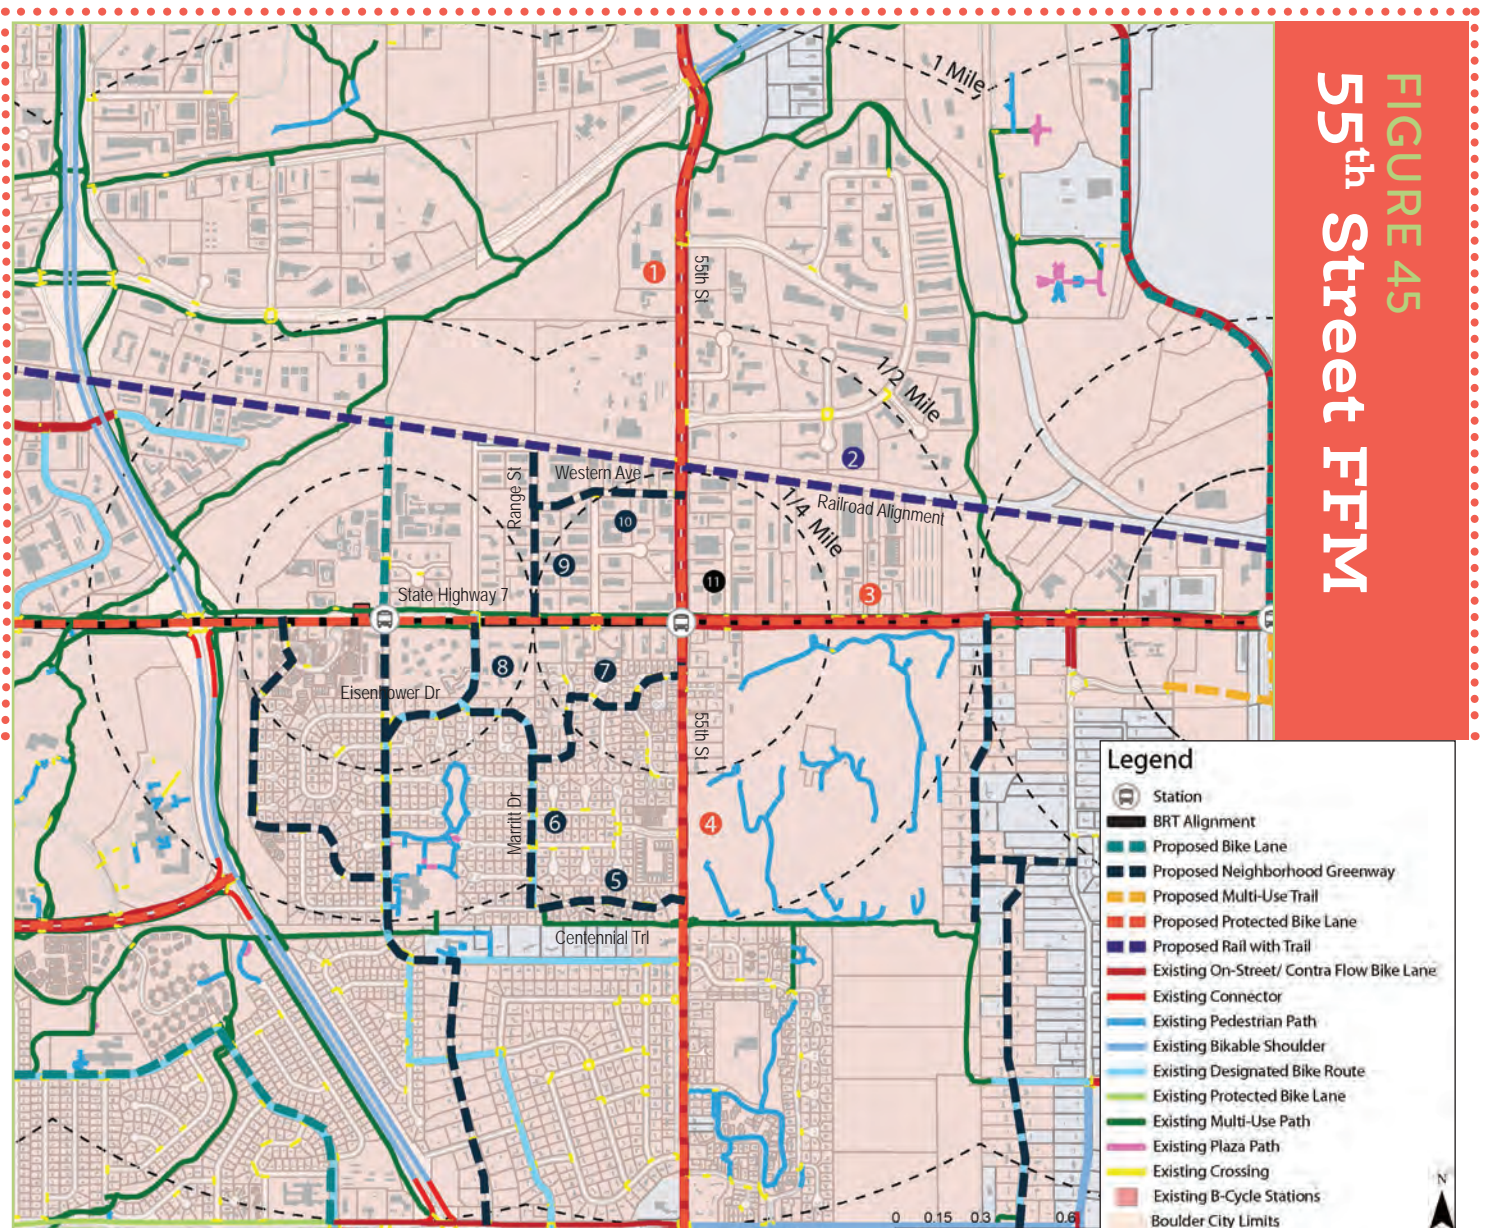 FIGURE 45
55th Street FFM
1 Mile
55th St
1/2 Mile
1
2
Western Ave
Range St
Railroad Alignment
1/4 Mile
10
9
11
State Highway 7
3
8
7
Eisenhower Dr
55th St
Marritt Dr
6
4
5
Centennial Trl
0 0.15 0.3 0.6
Legend
Station
BRT Alignment
Proposed Bike Lane
Proposed Neighborhood Greenway
Proposed Multi-Use Trail
Proposed Protected Bike Lane
Proposed Rail with Trail
Existing On-Street/ Contra Flow Bike Lane
Existing Connector
Existing Pedestrian Path
Existing Bikable Shoulder
Existing Designated Bike Route
Existing Protected Bike Lane
Existing Multi-Use Path
Existing Plaza Path
Existing Crossing
Existing B-Cycle Stations
Boulder City Limits
N